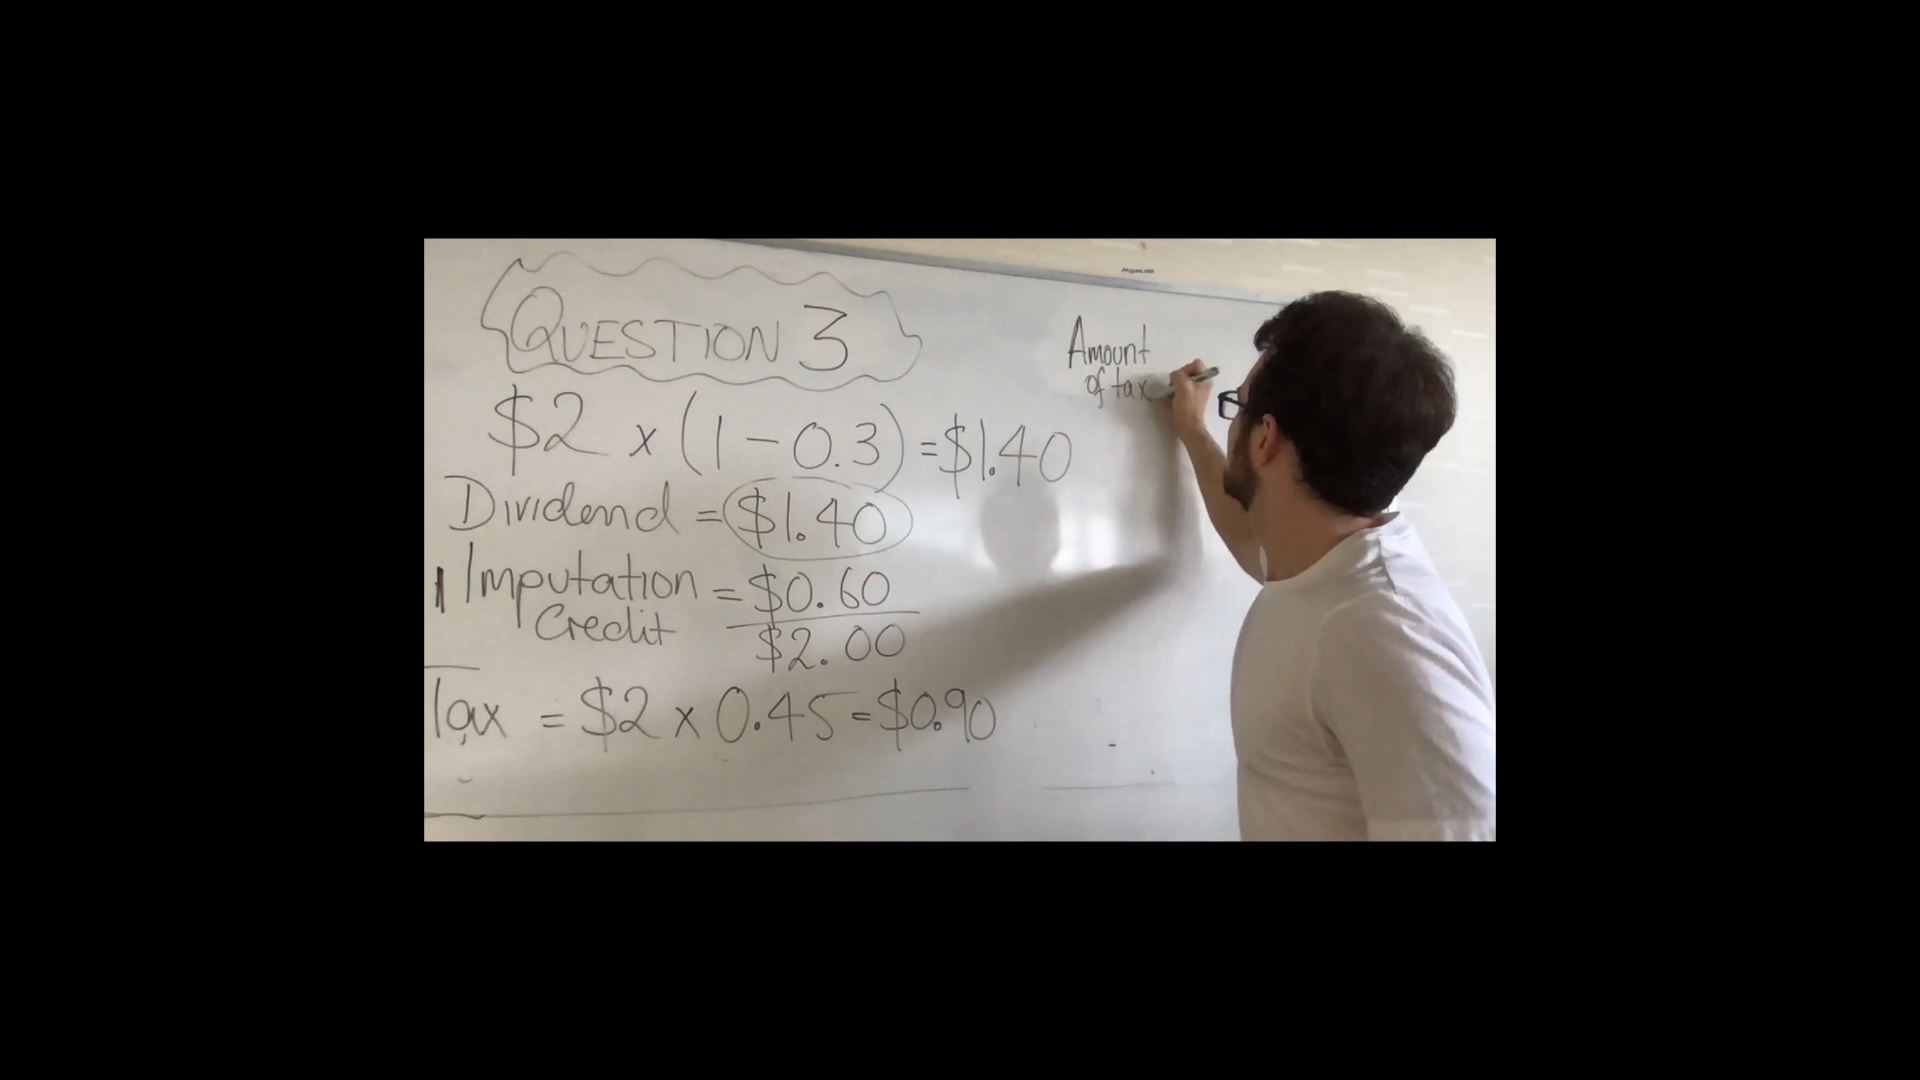 QUESTION 3
$2 x (1 - 0.3) = $1.40
Dividend = $1.40
Imputation = $0.60
Credit
$2.00
Tax = $2 x 0.45 = $0.90
Amount
of tax